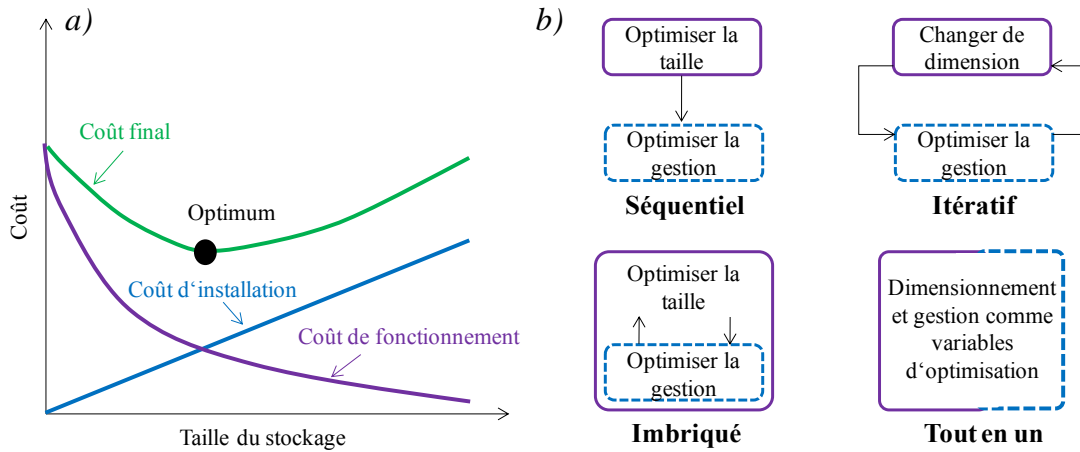 a)
Coût final
Optimum
Coût d‘installation
Coût de fonctionnement
Coût
Taille du stockage
b)
Optimiser la
taille
Optimiser la
gestion
Séquentiel
Changer de
dimension
Optimiser la
gestion
Itératif
Optimiser la
taille
Optimiser la
gestion
Imbriqué
Dimensionnement
et gestion comme
variables
d‘optimisation
Tout en un